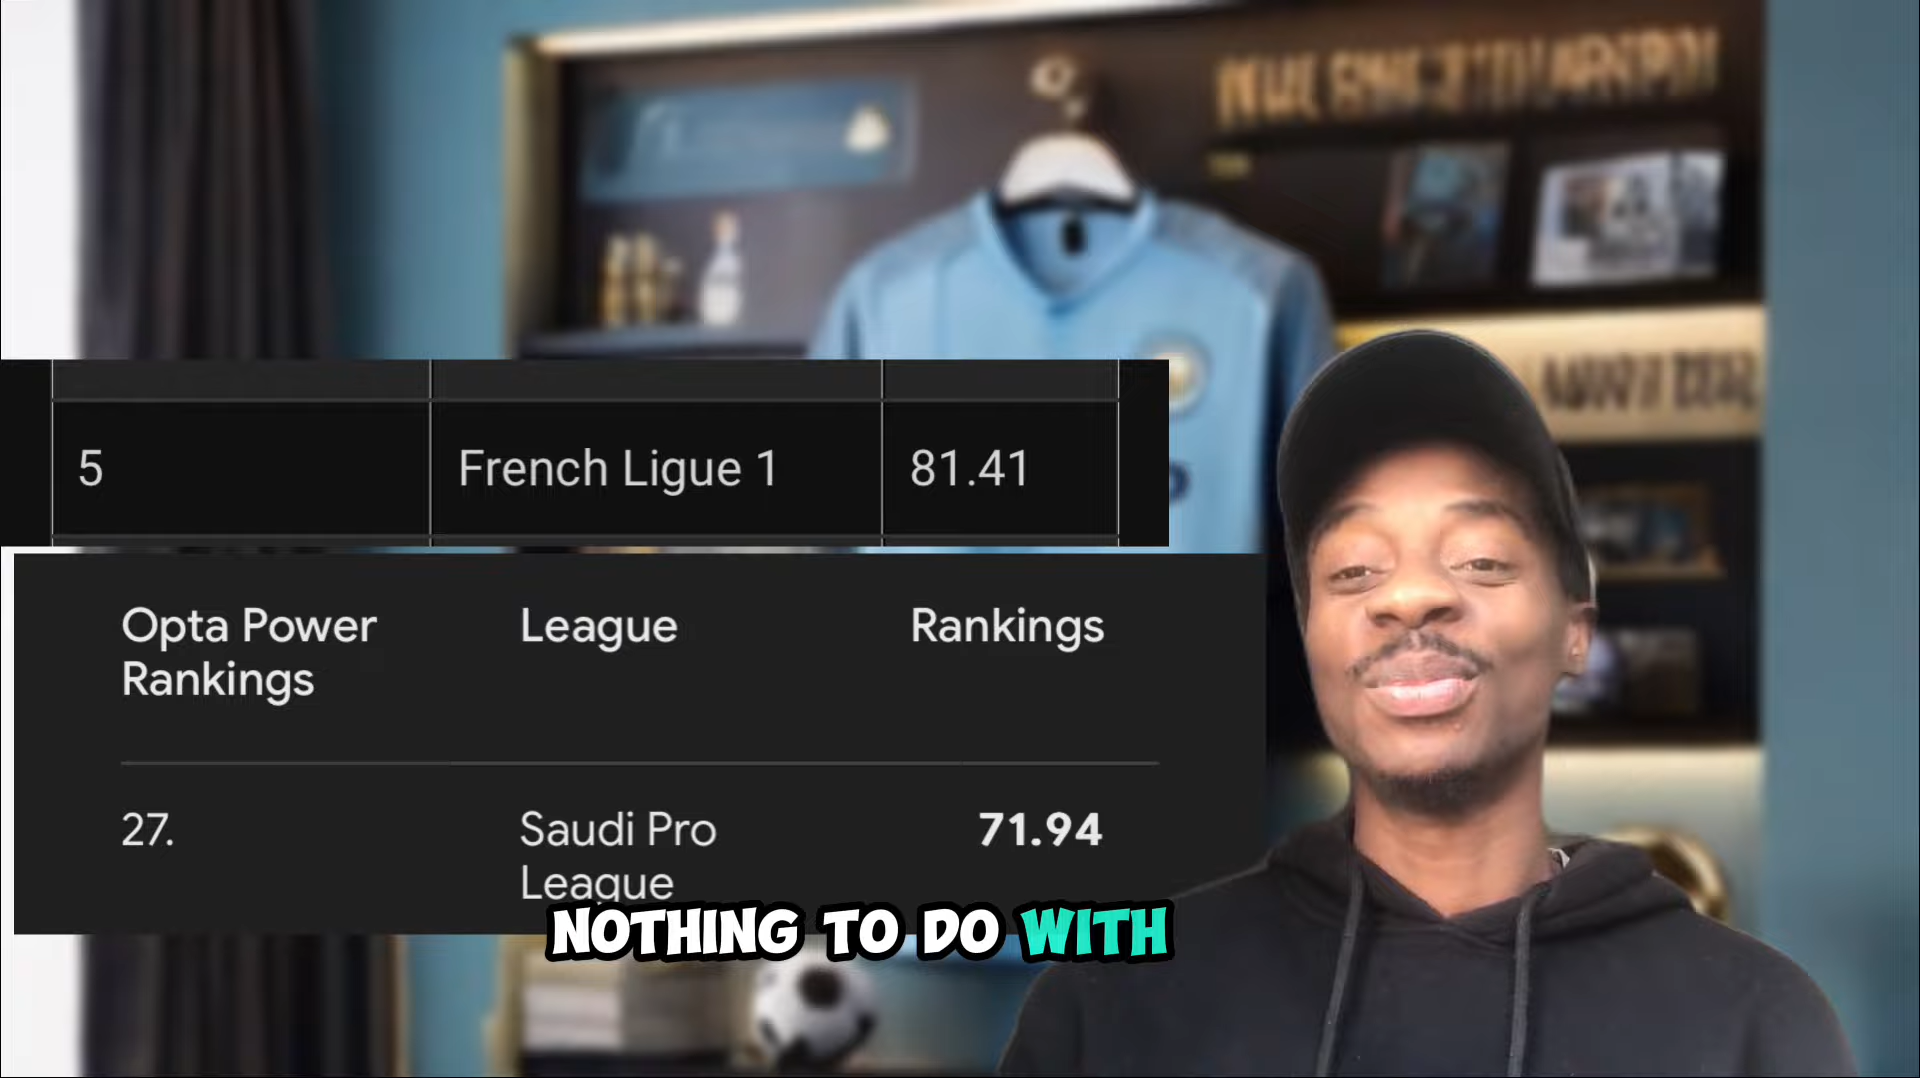 5 French Ligue 1 81.41
Opta Power Rankings League Rankings
27. Saudi Pro League 71.94
NOTHING TO DO WITH